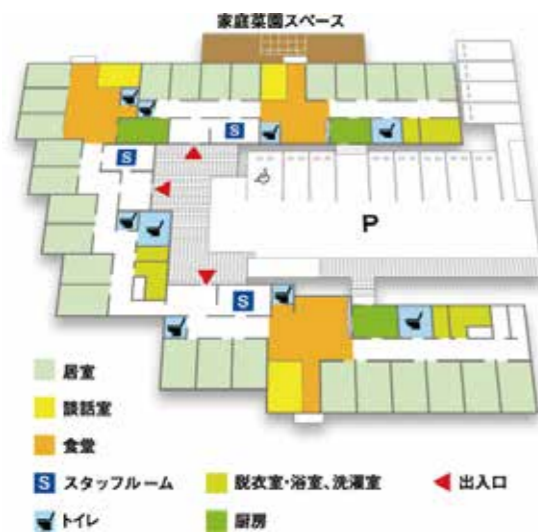 家庭菜園スペース
S
S
P
S
居室
談話室
食堂
S スタッフルーム
脱衣室・浴室、洗濯室
出入口
トイレ
厨房